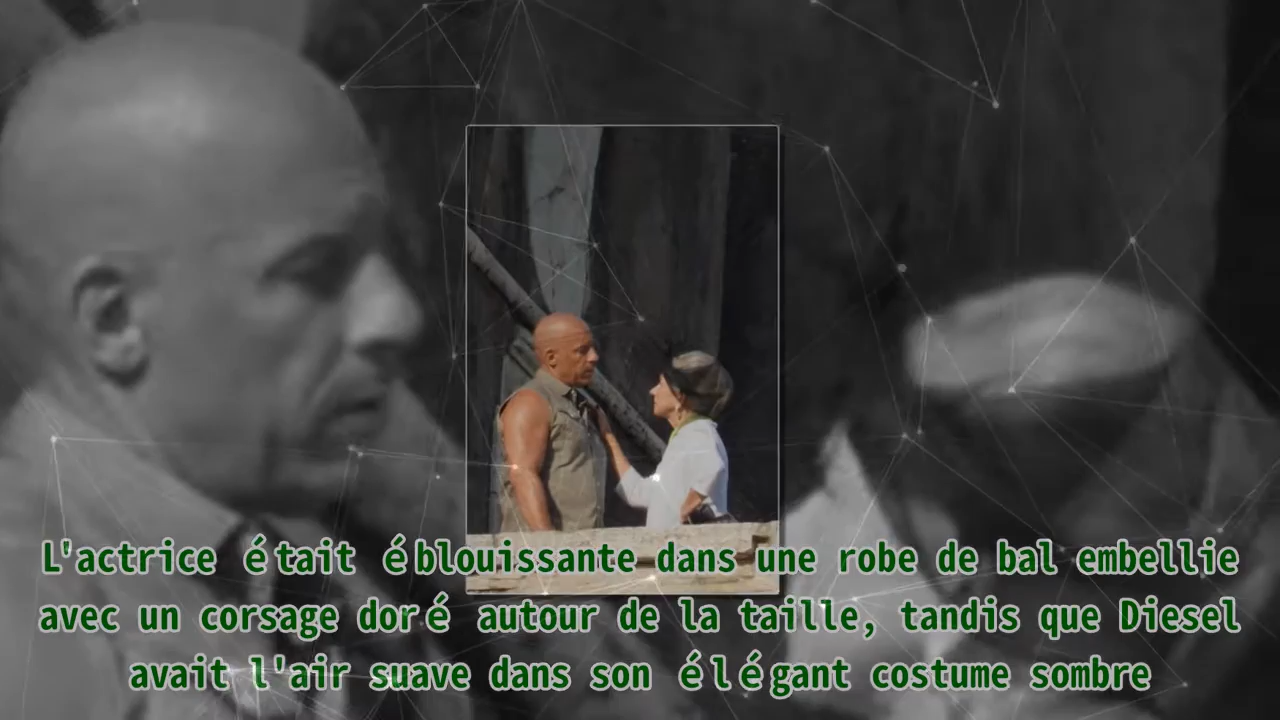 L'actrice était éblouissante dans une robe de bal embellie
avec un corsage doré autour de la taille, tandis que Diesel
avait l'air suave dans son élégant costume sombre